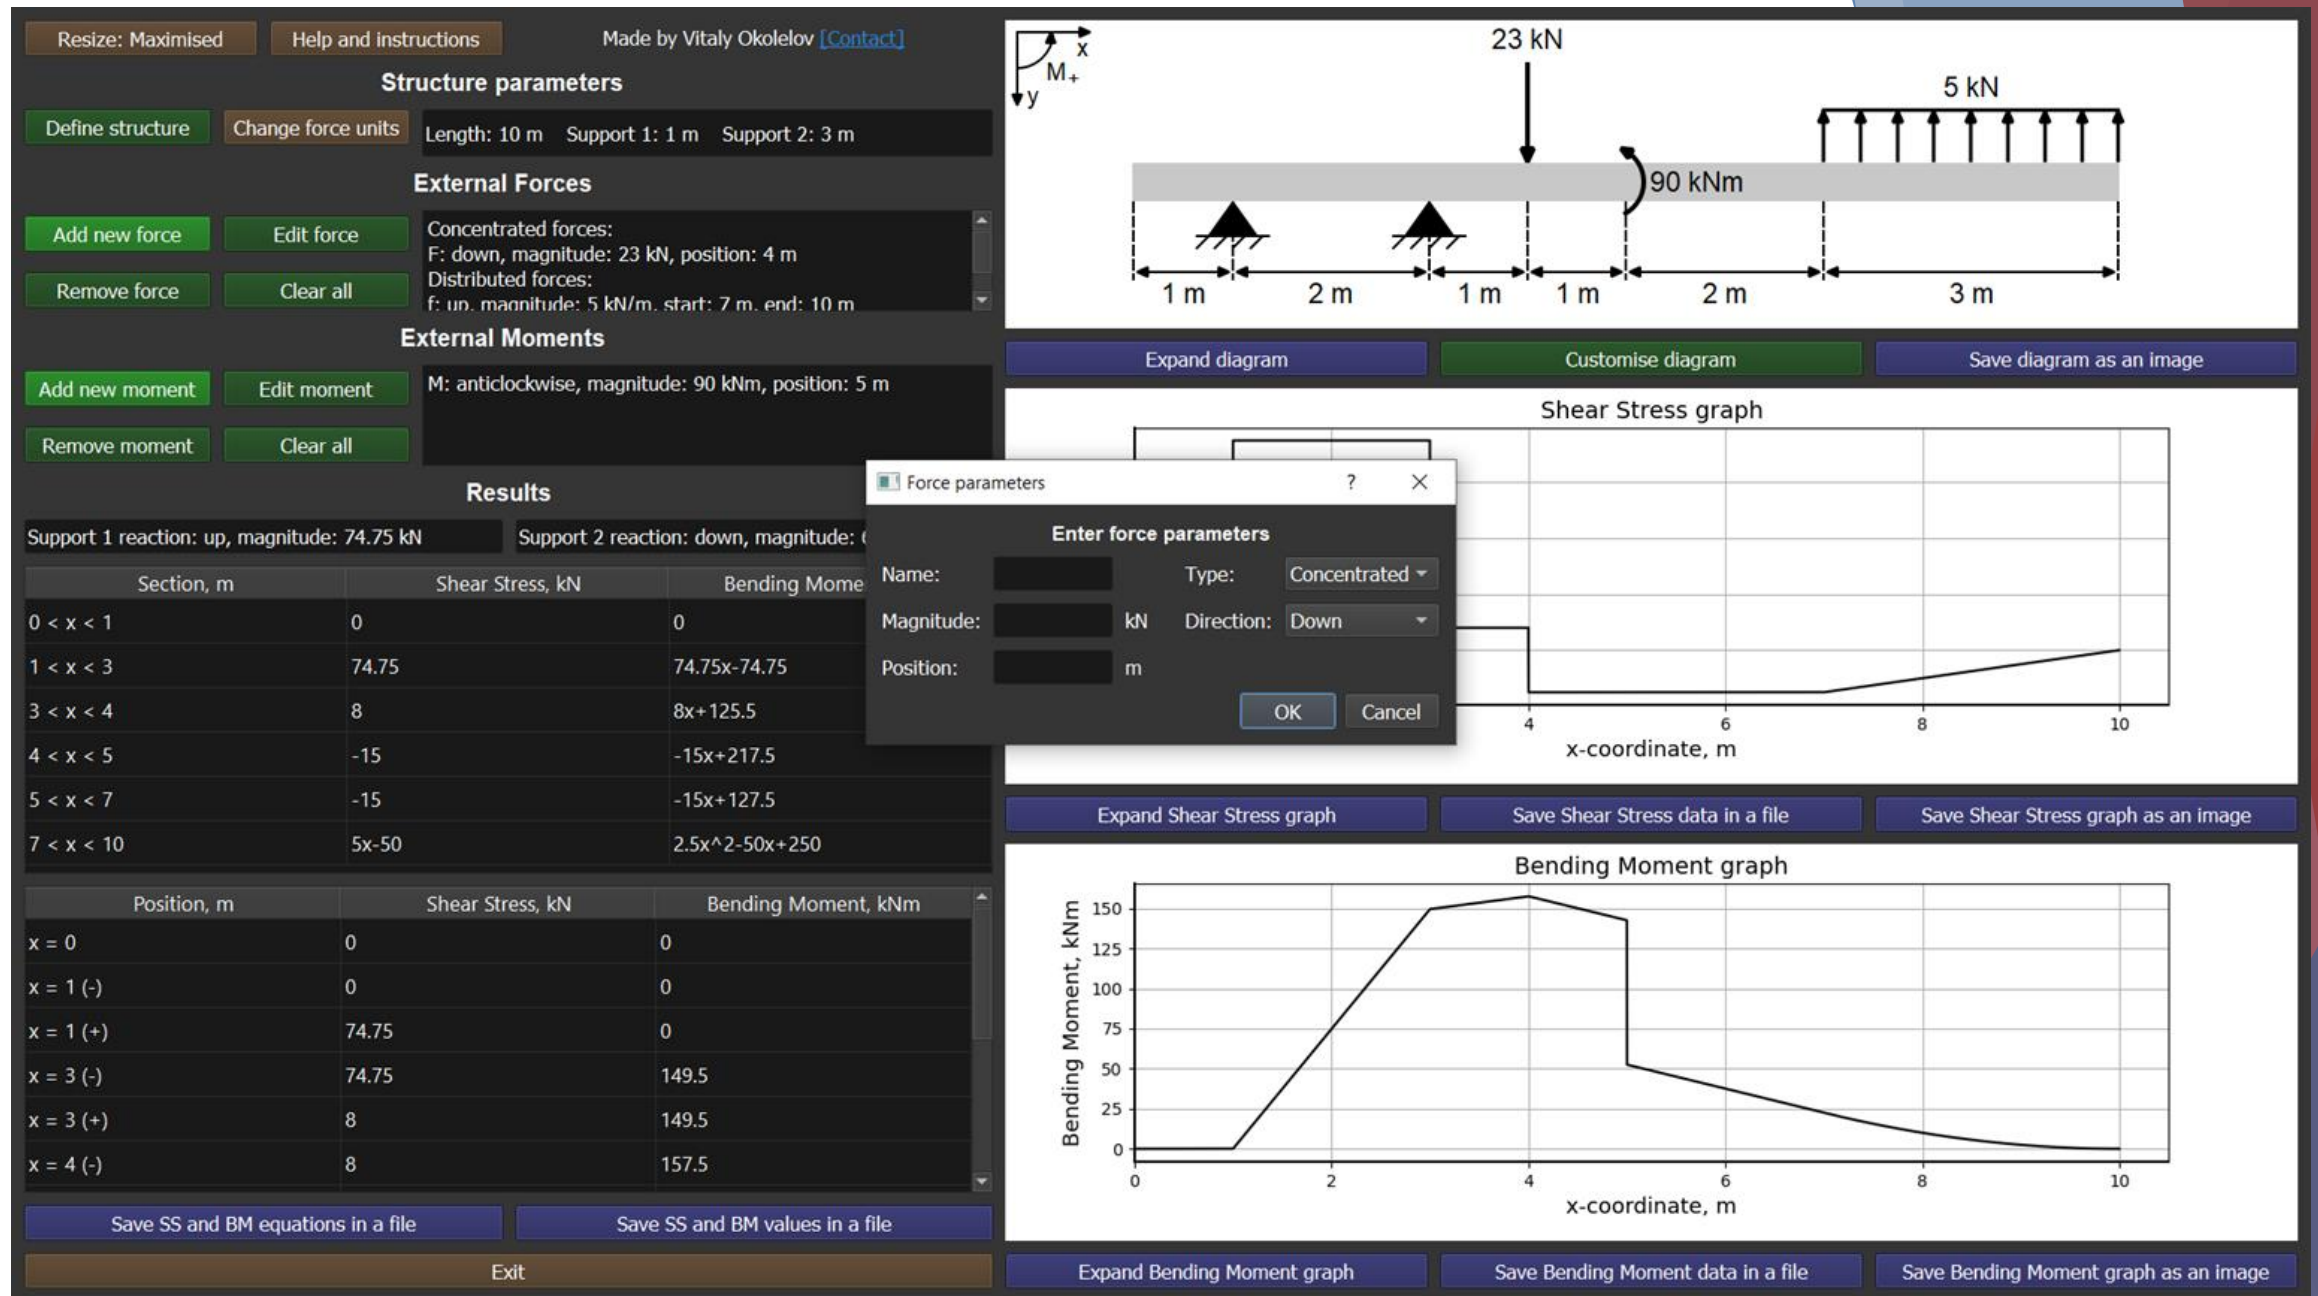 Resize: Maximised
Help and instructions
Made by Vitaly Okolelov [Contact]
Structure parameters
Define structure
Change force units
Length: 10 m Support 1: 1 m Support 2: 3 m
External Forces
Add new force
Edit force
Remove force
Clear all
Concentrated forces:
F: down, magnitude: 23 kN, position: 4 m
Distributed forces:
f: up, magnitude: 5 kN/m, start: 7 m, end: 10 m
External Moments
Add new moment
Edit moment
Remove moment
Clear all
M: anticlockwise, magnitude: 90 kNm, position: 5 m
Results
Support 1 reaction: up, magnitude: 74.75 kN
Support 2 reaction: down, magnitude:
Section, m Shear Stress, kN Bending Mome
0 < x < 1 0 0
1 < x < 3 74.75 74.75x-74.75
3 < x < 4 8 8x+125.5
4 < x < 5 -15 -15x+217.5
5 < x < 7 -15 -15x+127.5
7 < x < 10 5x-50 2.5x^2-50x+250
Position, m Shear Stress, kN Bending Moment, kNm
x = 0 0 0
x = 1 (-) 0 0
x = 1 (+) 74.75 0
x = 3 (-) 74.75 149.5
x = 3 (+) 8 149.5
x = 4 (-) 8 157.5
Save SS and BM equations in a file
Save SS and BM values in a file
Exit
x
M+
y
23 kN
5 kN
90 kNm
1 m 2 m 1 m 1 m 2 m 3 m
Expand diagram
Customise diagram
Save diagram as an image
Shear Stress graph
4 6 8 10
x-coordinate, m
Force parameters
?
Enter force parameters
Name:
Type: Concentrated
Magnitude: kN
Direction: Down
Position: m
OK
Cancel
Expand Shear Stress graph
Save Shear Stress data in a file
Save Shear Stress graph as an image
Bending Moment graph
Bending Moment, kNm
150
125
100
75
50
25
0
0 2 4 6 8 10
x-coordinate, m
Expand Bending Moment graph
Save Bending Moment data in a file
Save Bending Moment graph as an image